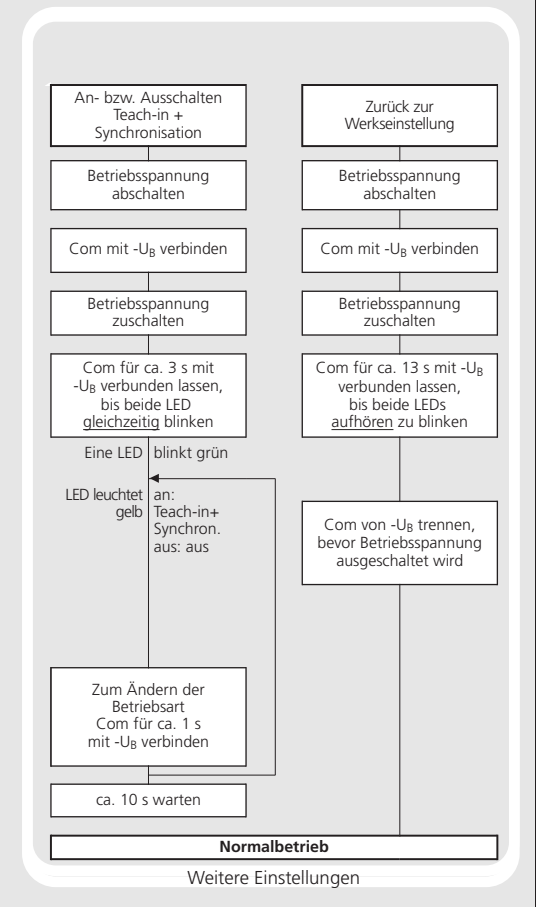 An- bzw. Ausschalten
Teach-in +
Synchronisation
Betriebsspannung
abschalten
Com mit -UB verbinden
Betriebsspannung
zuschalten
Com für ca. 3 s mit
-UB verbunden lassen,
bis beide LED
gleichzeitig blinken
Eine LED blinkt grün
LED leuchtet
gelb
an:
Teach-in+
Synchron.
aus: aus
Zum Ändern der
Betriebsart
Com für ca. 1 s
mit -UB verbinden
ca. 10 s warten
Zurück zur
Werkseinstellung
Betriebsspannung
abschalten
Com mit -UB verbinden
Betriebsspannung
zuschalten
Com für ca. 13 s mit -UB
verbunden lassen,
bis beide LEDs
aufhören zu blinken
Com von -UB trennen,
bevor Betriebsspannung
ausgeschaltet wird
Normalbetrieb
Weitere Einstellungen